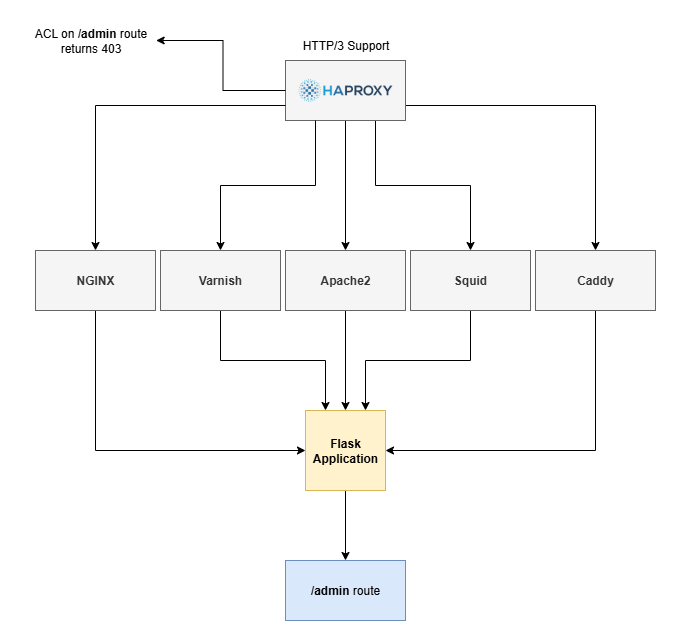 ACL on /admin route
returns 403
HTTP/3 Support
HAPROXY
NGINX
Varnish
Apache2
Squid
Caddy
Flask
Application
/admin route